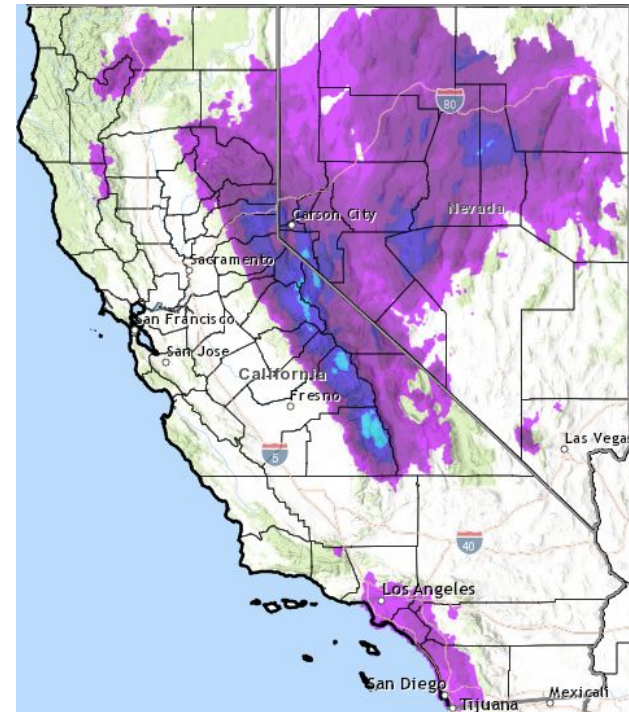 80
Carson City
Nevada
Sacramento
San Francisco
San Jose
California
Fresno
5
Las Vegas
40
Los Angeles
San Diego
Tijuana
Mexicali